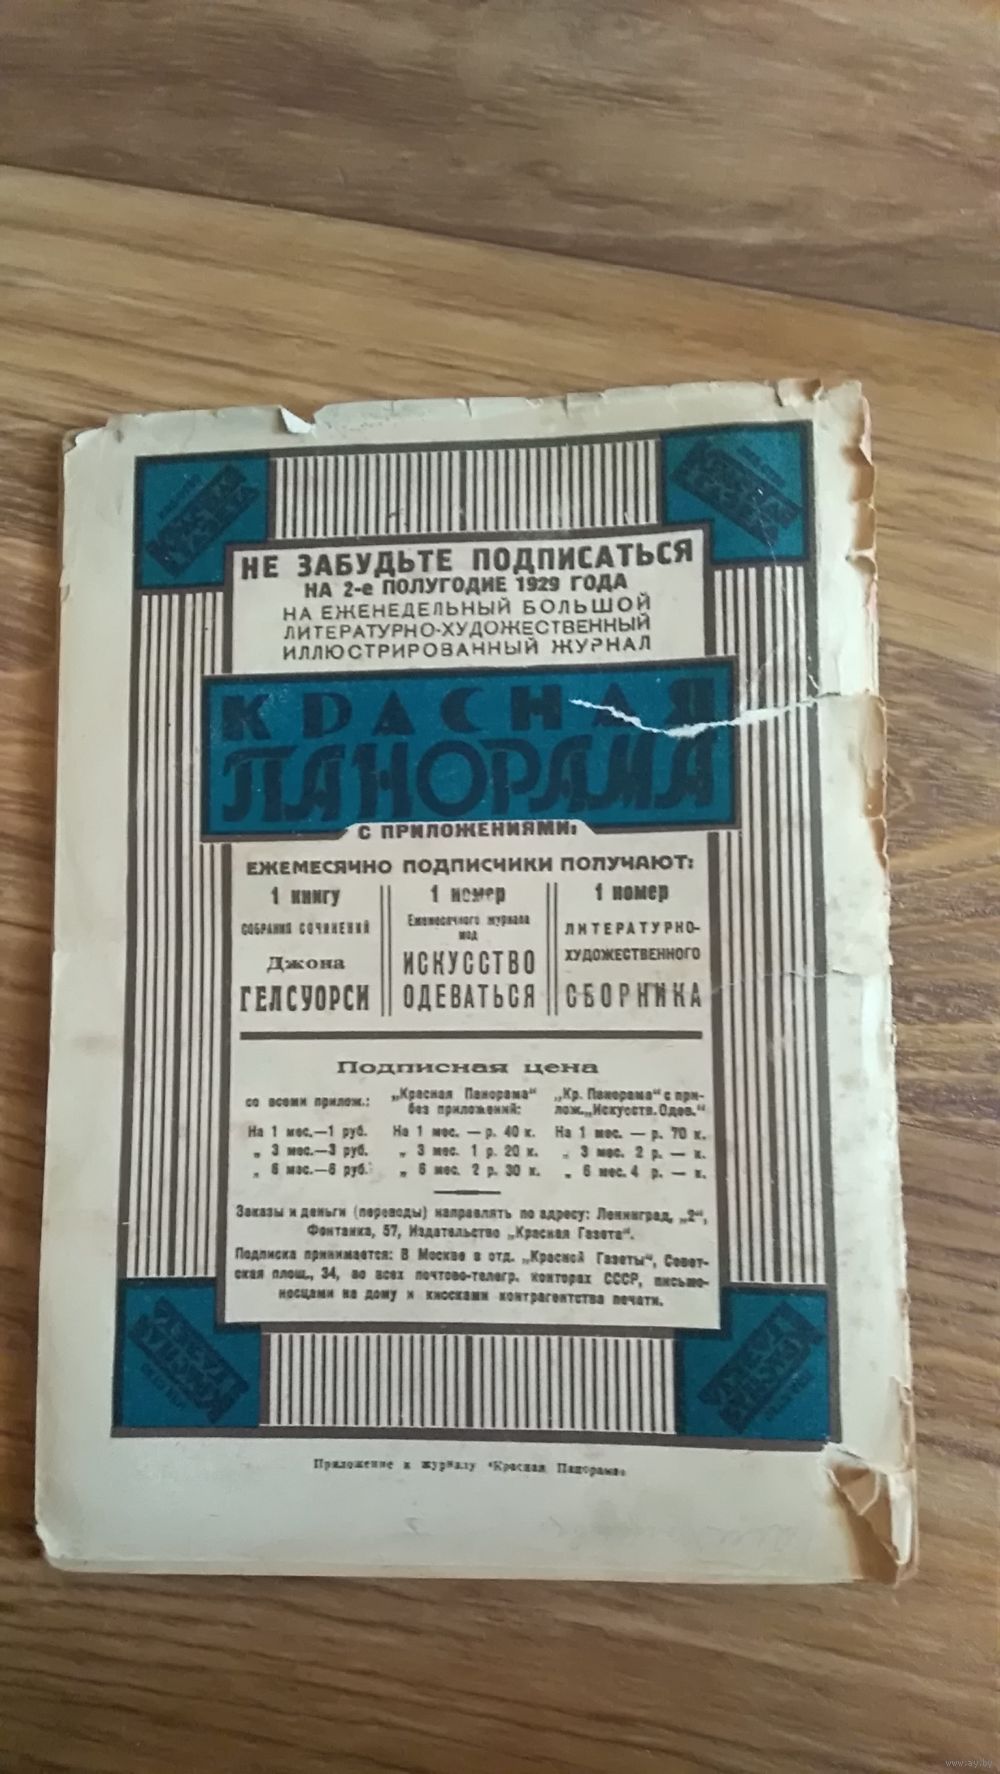 НЕ ЗАБУДЬТЕ ПОДПИСАТЬСЯ
НА 2-е ПОЛУГОДИЕ 1929 ГОДА
НА ЕЖЕНЕДЕЛЬНЫЙ БОЛЬШОЙ
ЛИТЕРАТУРНО-ХУДОЖЕСТВЕННЫЙ
ИЛЛЮСТРИРОВАННЫЙ ЖУРНАЛ
КРАСНАЯ
ПАНОРАМА
С ПРИЛОЖЕНИЯМИ:
ЕЖЕМЕСЯЧНО ПОДПИСЧИКИ ПОЛУЧАЮТ:
1 книгу
СОБРАНИЯ СОЧИНЕНИЙ
Джона
ГЕЛСУОРСИ
1 номер
Ежемесячного журнала
мод
ИСКУССТВО
ОДЕВАТЬСЯ
1 номер
ЛИТЕРАТУРНО-
ХУДОЖЕСТВЕННОГО
СБОРНИКА
Подписная цена
со всеми прилож.:
На 1 мес.—1 руб.
„ 3 мес.—3 руб.
„ 6 мес.—6 руб.
„Красная Панорама“
без приложений:
На 1 мес. — р. 40 к.
„ 3 мес. 1 р. 20 к.
„ 6 мес. 2 р. 30 к.
„Кр. Панорама“ с при-
лож. „Искусств. Одев.“
На 1 мес. — р. 70 к.
„ 3 мес. 2 р. — к.
„ 6 мес. 4 р. — к.
Заказы и деньги (переводы) направлять по адресу: Ленинград, „2“,
Фонтанка, 57, Издательство „Красная Газета“.
Подписка принимается: В Москве в отд. „Красной Газеты“, Совет-
ская площ., 34, во всех почтово-телегр. конторах СССР, письмо-
носцами на дому и киосками контрагентства печати.
Приложение к журналу «Красная Панорама»
www.ay.by